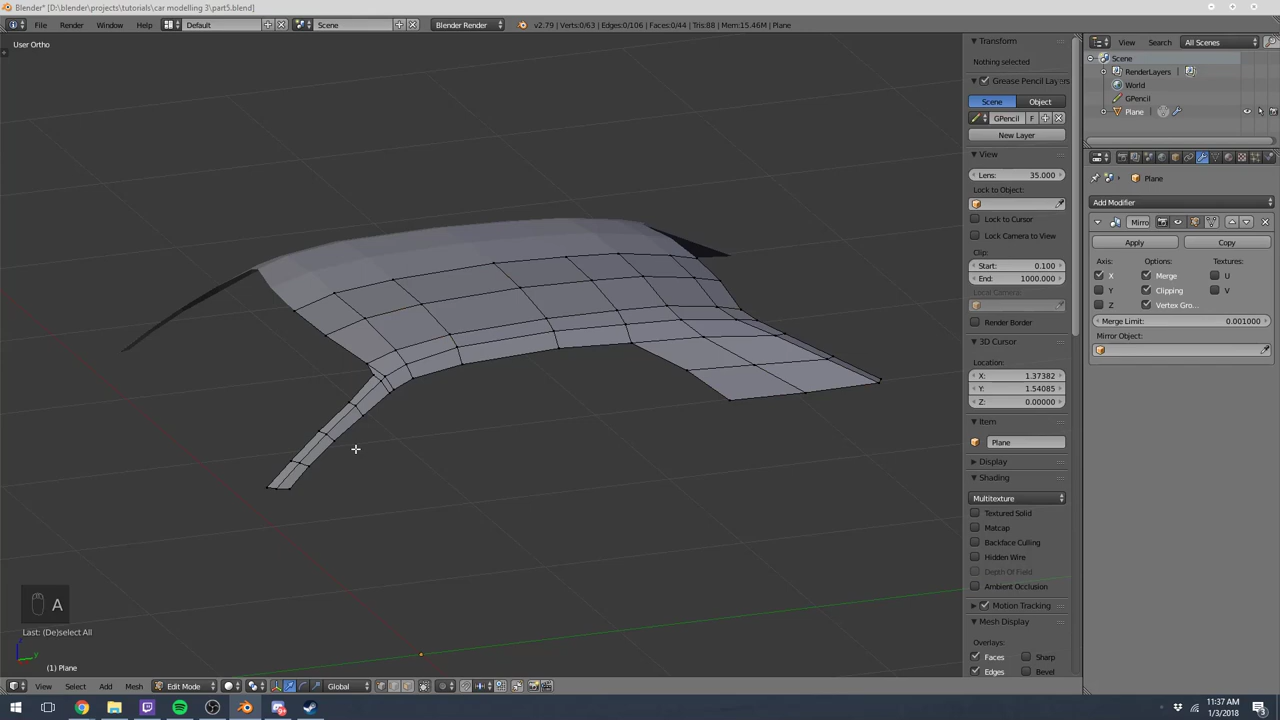 Blender* [D:\blender\projects\tutorials\car modelling 3\part5.blend]
File Render Window Help Default Scene Blender Render v2.79 | Verts:0/63 | Edges:0/106 | Faces:0/44 | Tris:88 | Mem:15.46M | Plane
User Ortho
Transform
Nothing selected
Grease Pencil Layers
Scene Object
GPencil F
New Layer
View
Lens: 35.000
Lock to Object:
Lock to Cursor
Lock Camera to View
Clip:
Start: 0.100
End: 1000.000
Local Camera:
Render Border
3D Cursor
Location:
X: 1.37382
Y: 1.54085
Z: 0.00000
Item
Plane
Display
Shading
Multitexture
Textured Solid
Matcap
Backface Culling
Hidden Wire
Depth Of Field
Ambient Occlusion
Motion Tracking
Mesh Display
Overlays:
Faces Sharp
Edges Bevel
View Search All Scenes
Scene
RenderLayers
World
GPencil
Plane
Plane
Add Modifier
Mirro
Apply Copy
Axis: Options: Textures:
X Merge U
Y Clipping V
Z Vertex Gro...
Merge Limit: 0.001000
Mirror Object:
A
Last: (De)select All
(1) Plane
View Select Add Mesh Edit Mode Global
11:37 AM
1/3/2018
3